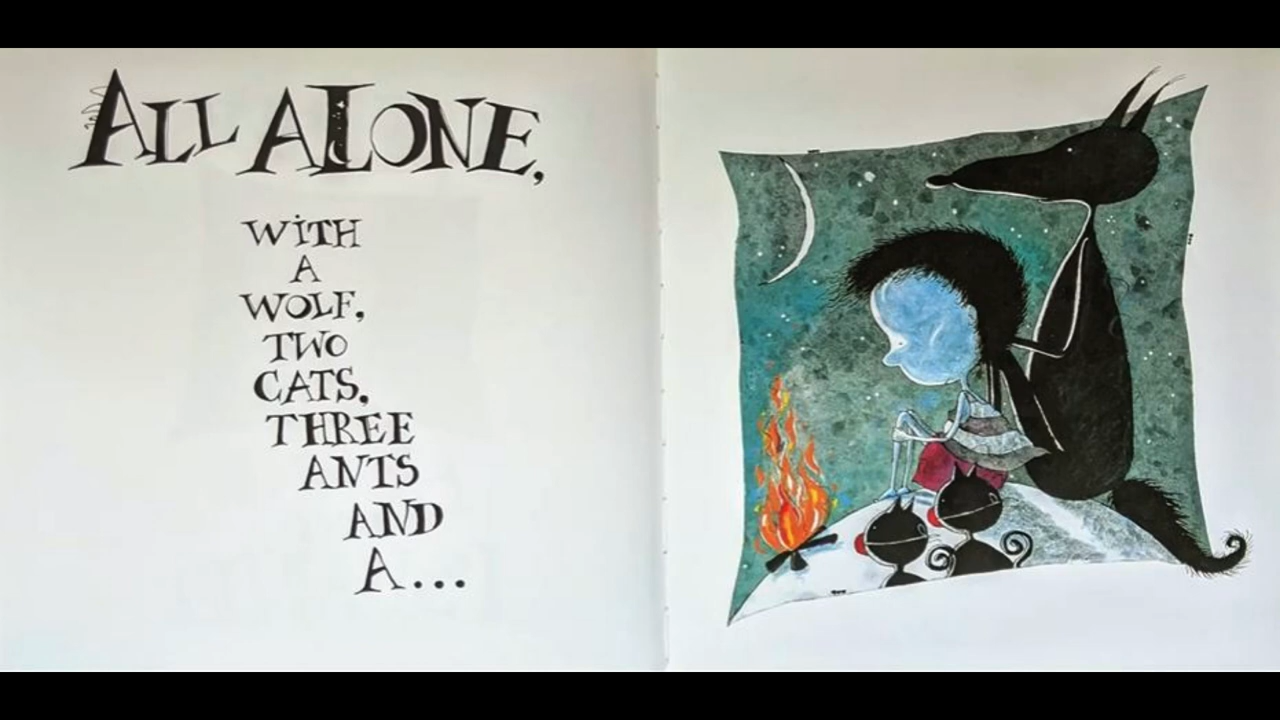 ALL ALONE,
WiTH
A
WOLF,
TWO
CATS,
THREE
ANTS
AND
A...